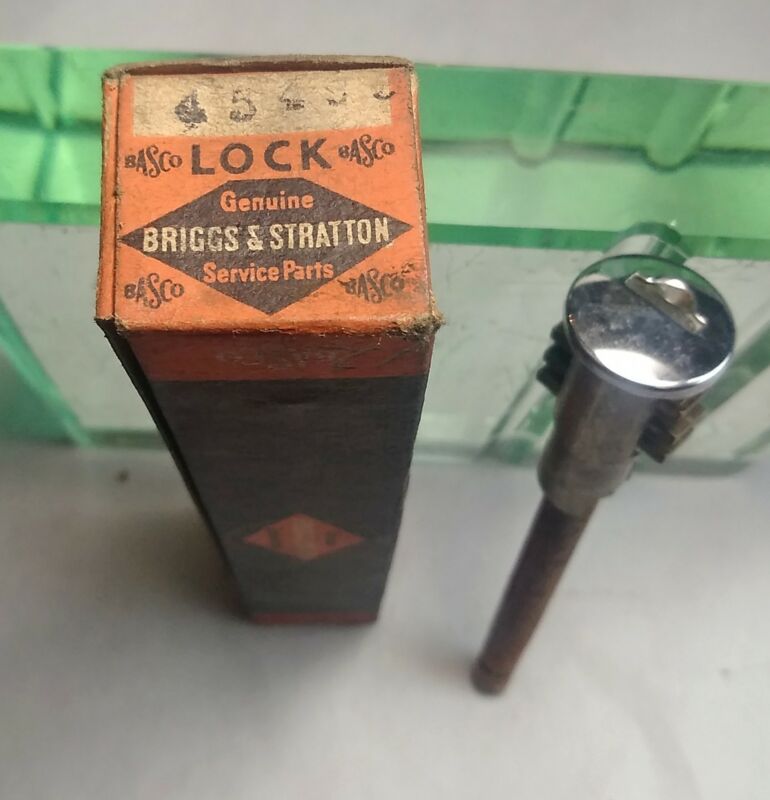 BASCO LOCK BASCO
Genuine
BRIGGS & STRATTON
Service Parts
BASCO BASCO